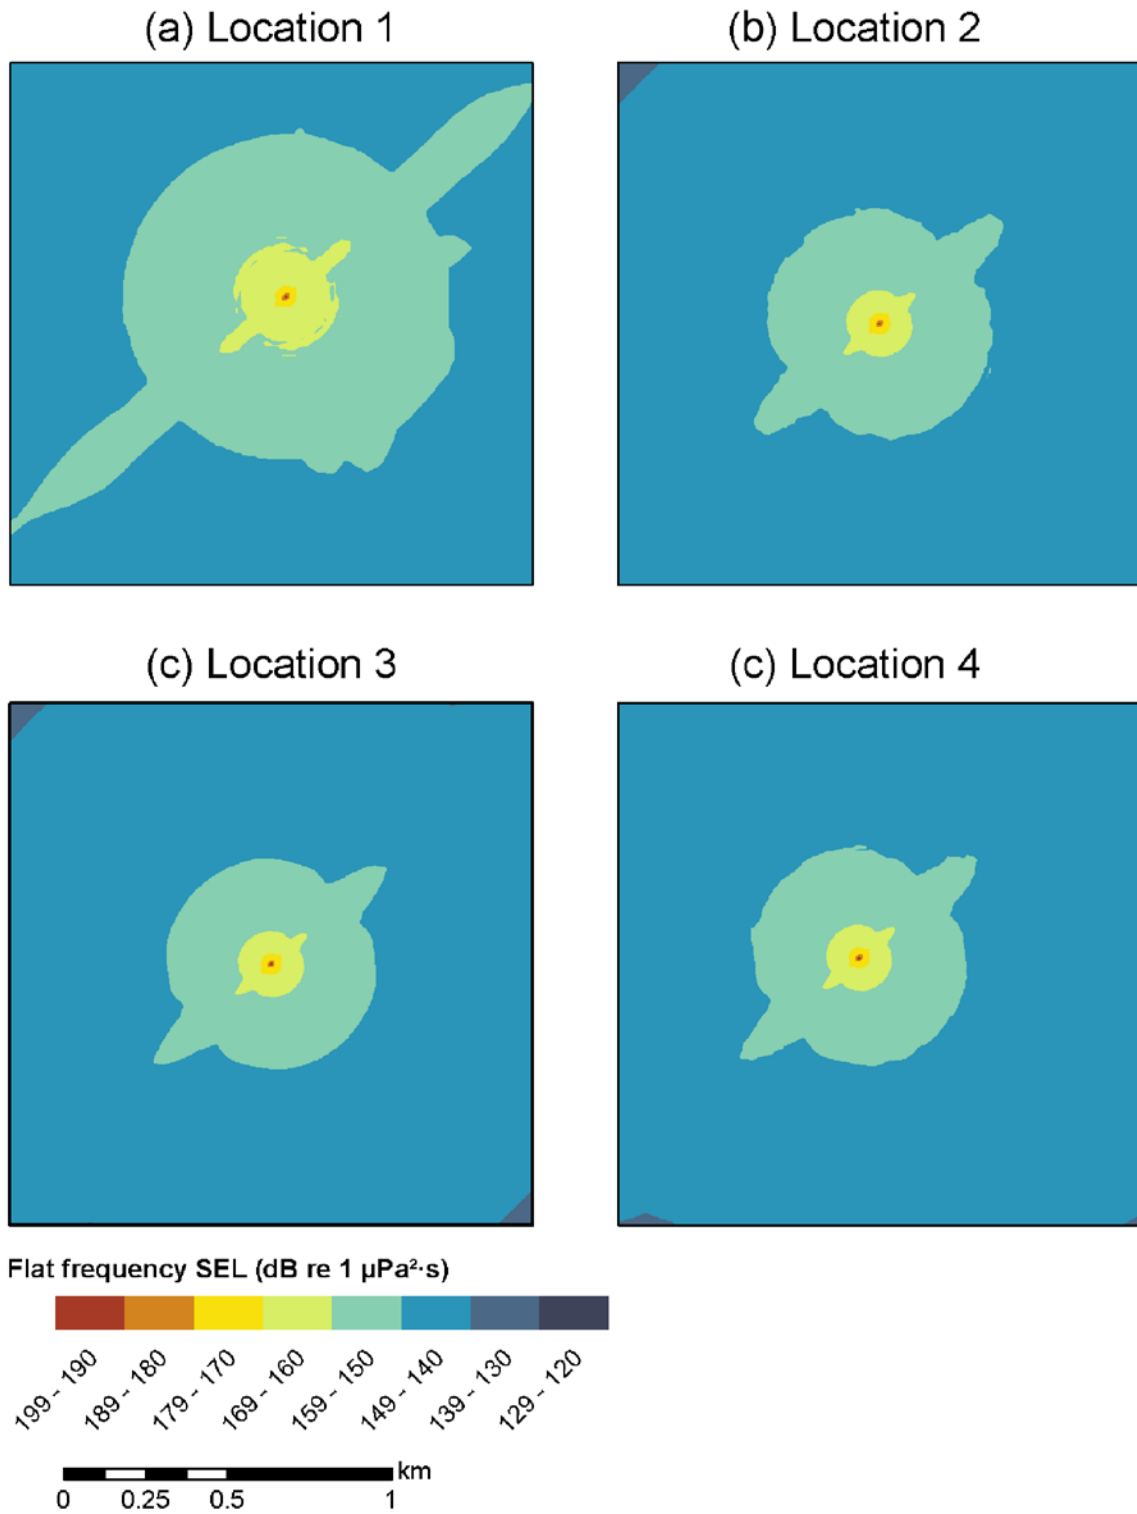 (a) Location 1
(b) Location 2
(c) Location 3
(c) Location 4
Flat frequency SEL (dB re 1 µPa²·s)
199 - 190
189 - 180
179 - 170
169 - 160
159 - 150
149 - 140
139 - 130
129 - 120
km
0 0.25 0.5 1